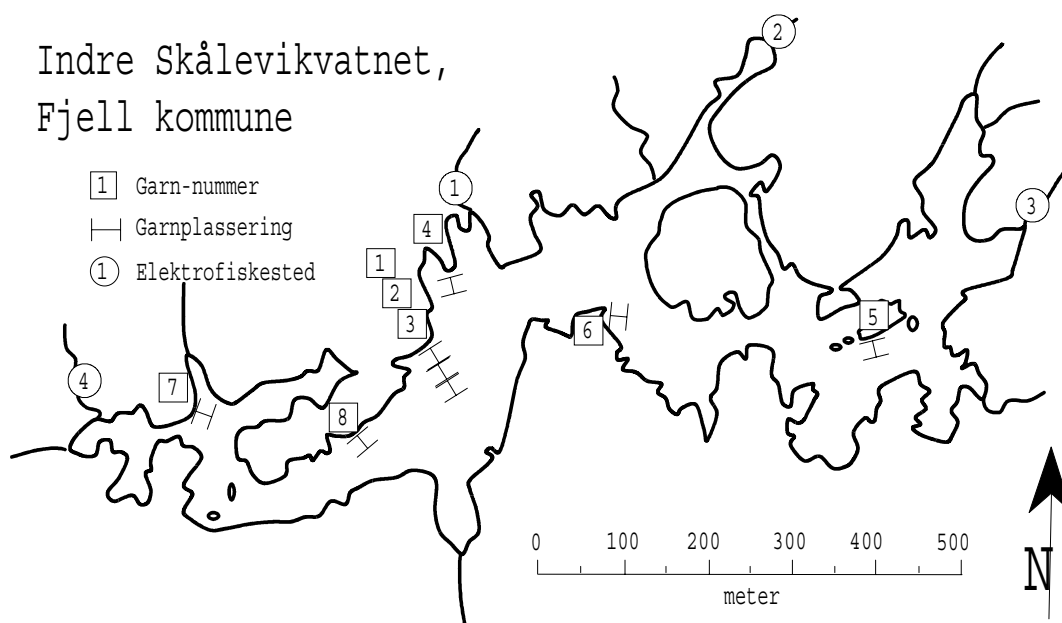 Indre Skålevikvatnet,
Fjell kommune
1 Garn-nummer
Garnplassering
1 Elektrofiskested
2
1
3
4
1
2
3
5
6
4
7
8
0 100 200 300 400 500
meter
N